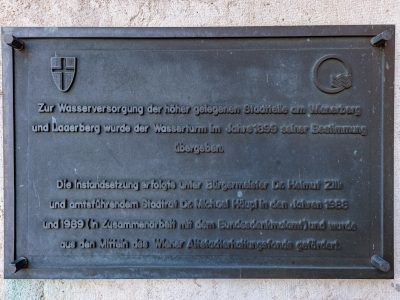 Zur Wasserversorgung der höher gelegenen Stadtteile am Wienerberg
und Laaerberg wurde der Wasserturm im Jahre 1899 seiner Bestimmung
übergeben.
Die Instandsetzung erfolgte unter Bürgermeister Dr. Helmut Zilk
und amtsführendem Stadtrat Dr. Michael Häupl in den Jahren 1988
und 1989 (in Zusammenarbeit mit dem Bundesdenkmalamt) und wurde
aus den Mitteln des Wiener Altstadterhaltungsfonds gefördert.